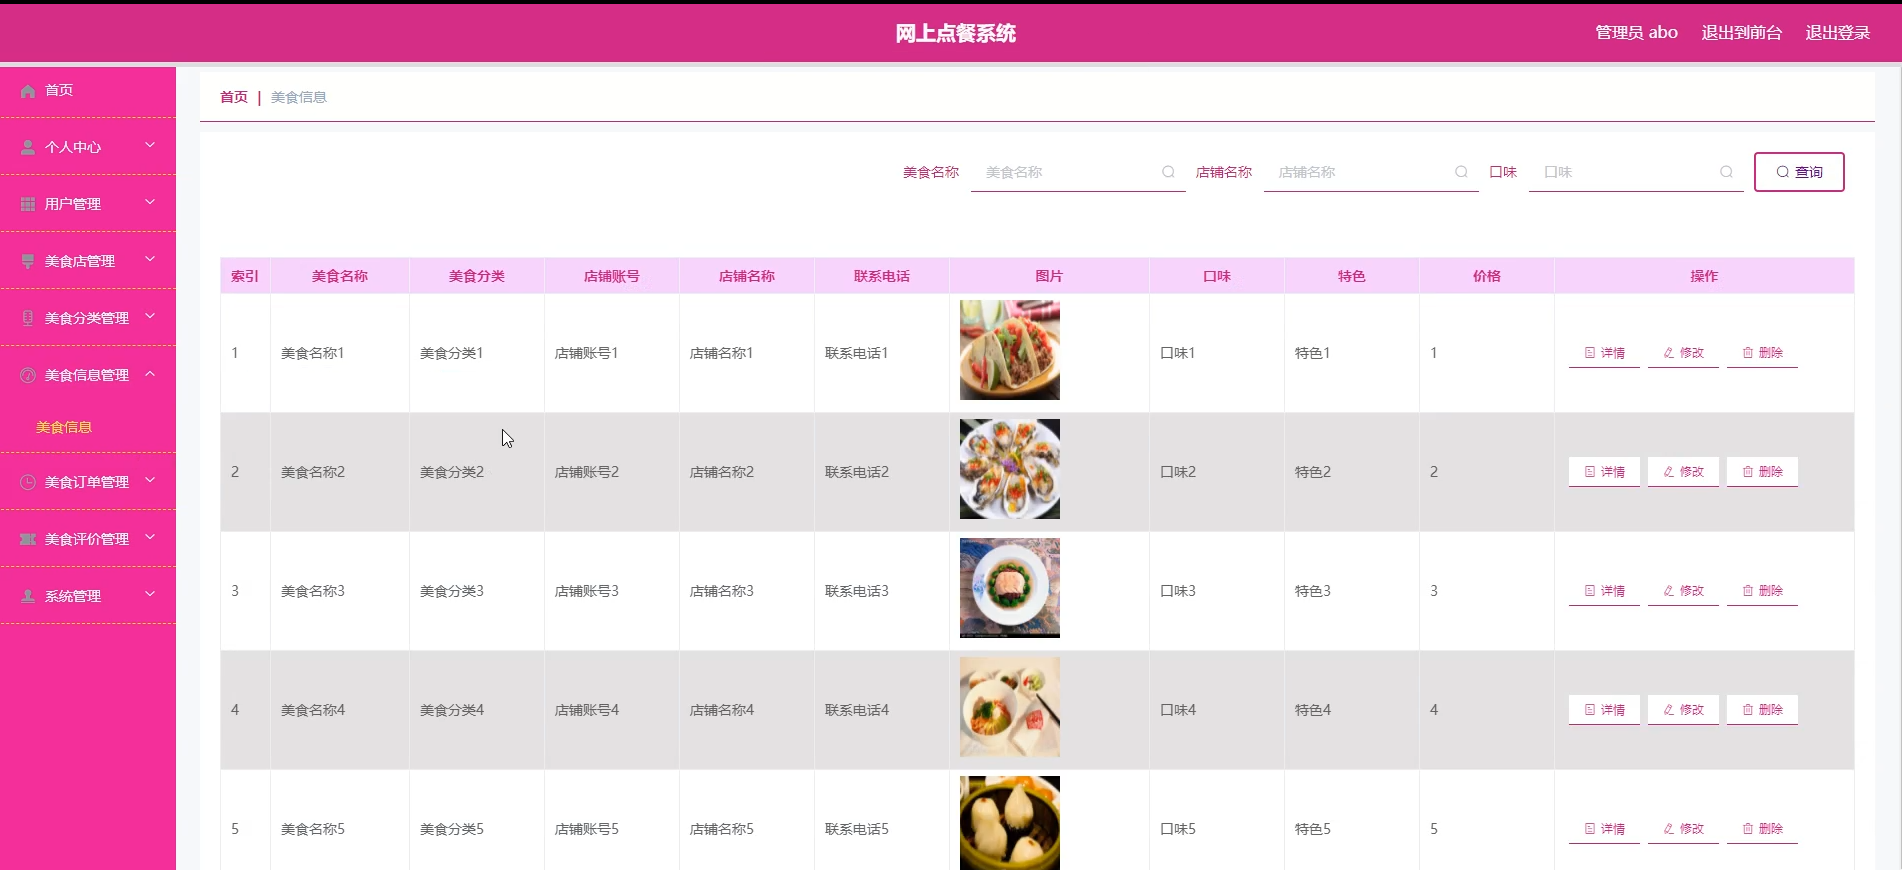 网上点餐系统
管理员 abo 退出到前台 退出登录
首页
个人中心
用户管理
美食店管理
美食分类管理
美食信息管理
美食信息
美食订单管理
美食评价管理
系统管理
首页 | 美食信息
美食名称 美食名称 店铺名称 店铺名称 口味 口味 查询
索引 美食名称 美食分类 店铺账号 店铺名称 联系电话 图片 口味 特色 价格 操作
1 美食名称1 美食分类1 店铺账号1 店铺名称1 联系电话1 口味1 特色1 1 详情 修改 删除
2 美食名称2 美食分类2 店铺账号2 店铺名称2 联系电话2 口味2 特色2 2 详情 修改 删除
3 美食名称3 美食分类3 店铺账号3 店铺名称3 联系电话3 口味3 特色3 3 详情 修改 删除
4 美食名称4 美食分类4 店铺账号4 店铺名称4 联系电话4 口味4 特色4 4 详情 修改 删除
5 美食名称5 美食分类5 店铺账号5 店铺名称5 联系电话5 口味5 特色5 5 详情 修改 删除